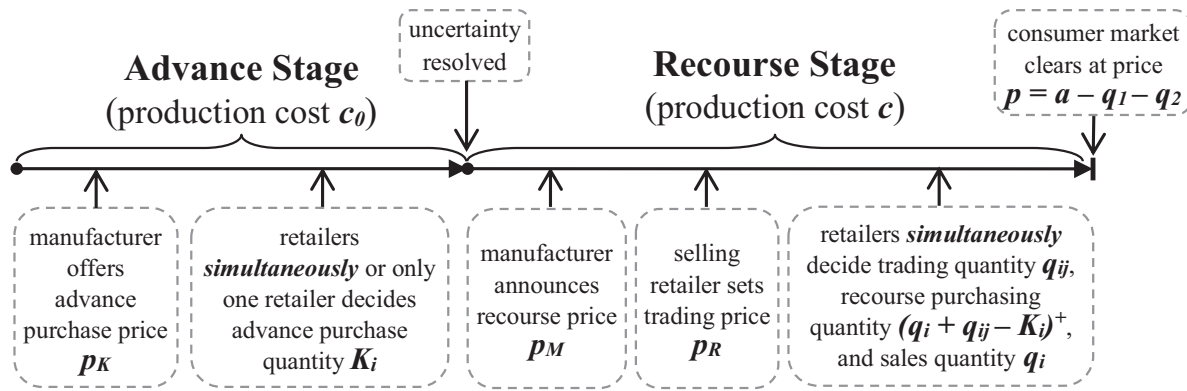 Advance Stage
(production cost c0)
uncertainty
resolved
Recourse Stage
(production cost c)
consumer market
clears at price
p = a – q1 – q2
manufacturer
offers
advance
purchase price
pK
retailers
simultaneously or only
one retailer decides
advance purchase
quantity Ki
manufacturer
announces
recourse price
pM
selling
retailer sets
trading price
pR
retailers simultaneously
decide trading quantity qij,
recourse purchasing
quantity (qi + qij – Ki)+,
and sales quantity qi